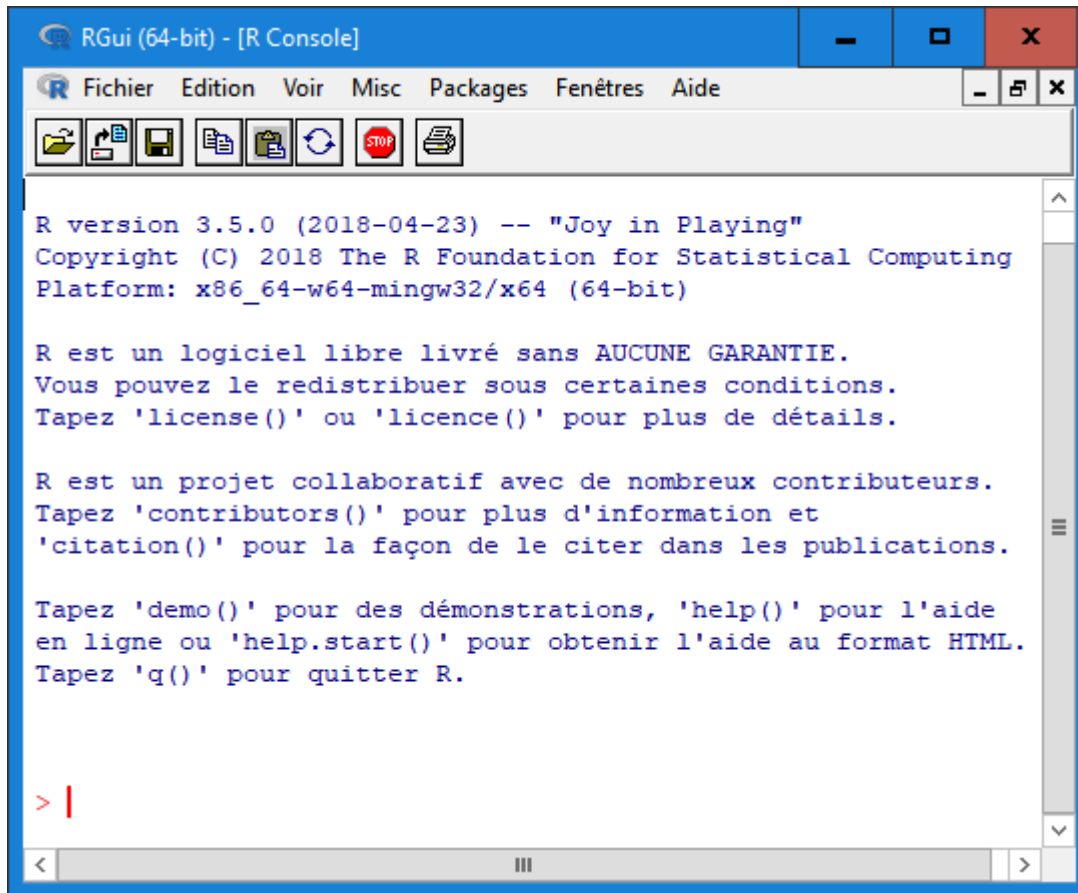 RGui (64-bit) - [R Console]
Fichier Edition Voir Misc Packages Fenêtres Aide
STOP
R version 3.5.0 (2018-04-23) -- "Joy in Playing"
Copyright (C) 2018 The R Foundation for Statistical Computing
Platform: x86_64-w64-mingw32/x64 (64-bit)
R est un logiciel libre livré sans AUCUNE GARANTIE.
Vous pouvez le redistribuer sous certaines conditions.
Tapez 'license()' ou 'licence()' pour plus de détails.
R est un projet collaboratif avec de nombreux contributeurs.
Tapez 'contributors()' pour plus d'information et
'citation()' pour la façon de le citer dans les publications.
Tapez 'demo()' pour des démonstrations, 'help()' pour l'aide
en ligne ou 'help.start()' pour obtenir l'aide au format HTML.
Tapez 'q()' pour quitter R.
>